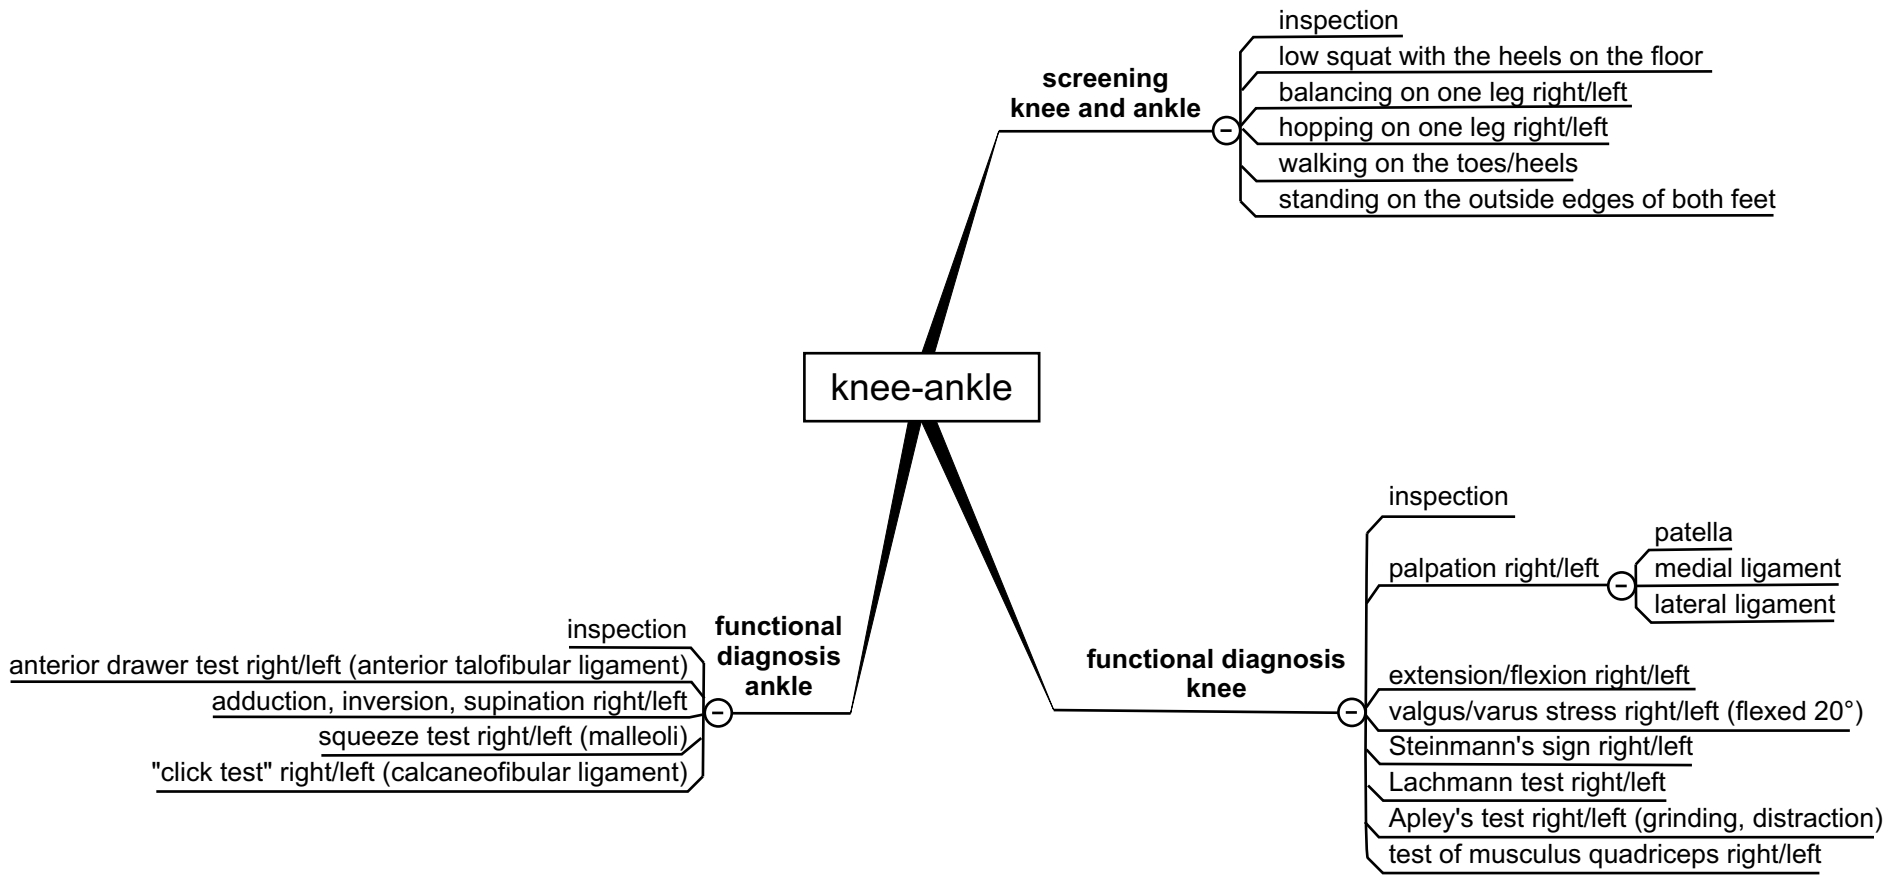 inspection
low squat with the heels on the floor
screening
knee and ankle
balancing on one leg right/left
hopping on one leg right/left
walking on the toes/heels
standing on the outside edges of both feet
knee-ankle
functional diagnosis
knee
inspection
palpation right/left
patella
medial ligament
lateral ligament
extension/flexion right/left
valgus/varus stress right/left (flexed 20°)
Steinmann's sign right/left
Lachmann test right/left
Apley's test right/left (grinding, distraction)
test of musculus quadriceps right/left
functional
diagnosis
ankle
inspection
anterior drawer test right/left (anterior talofibular ligament)
adduction, inversion, supination right/left
squeeze test right/left (malleoli)
"click test" right/left (calcaneofibular ligament)